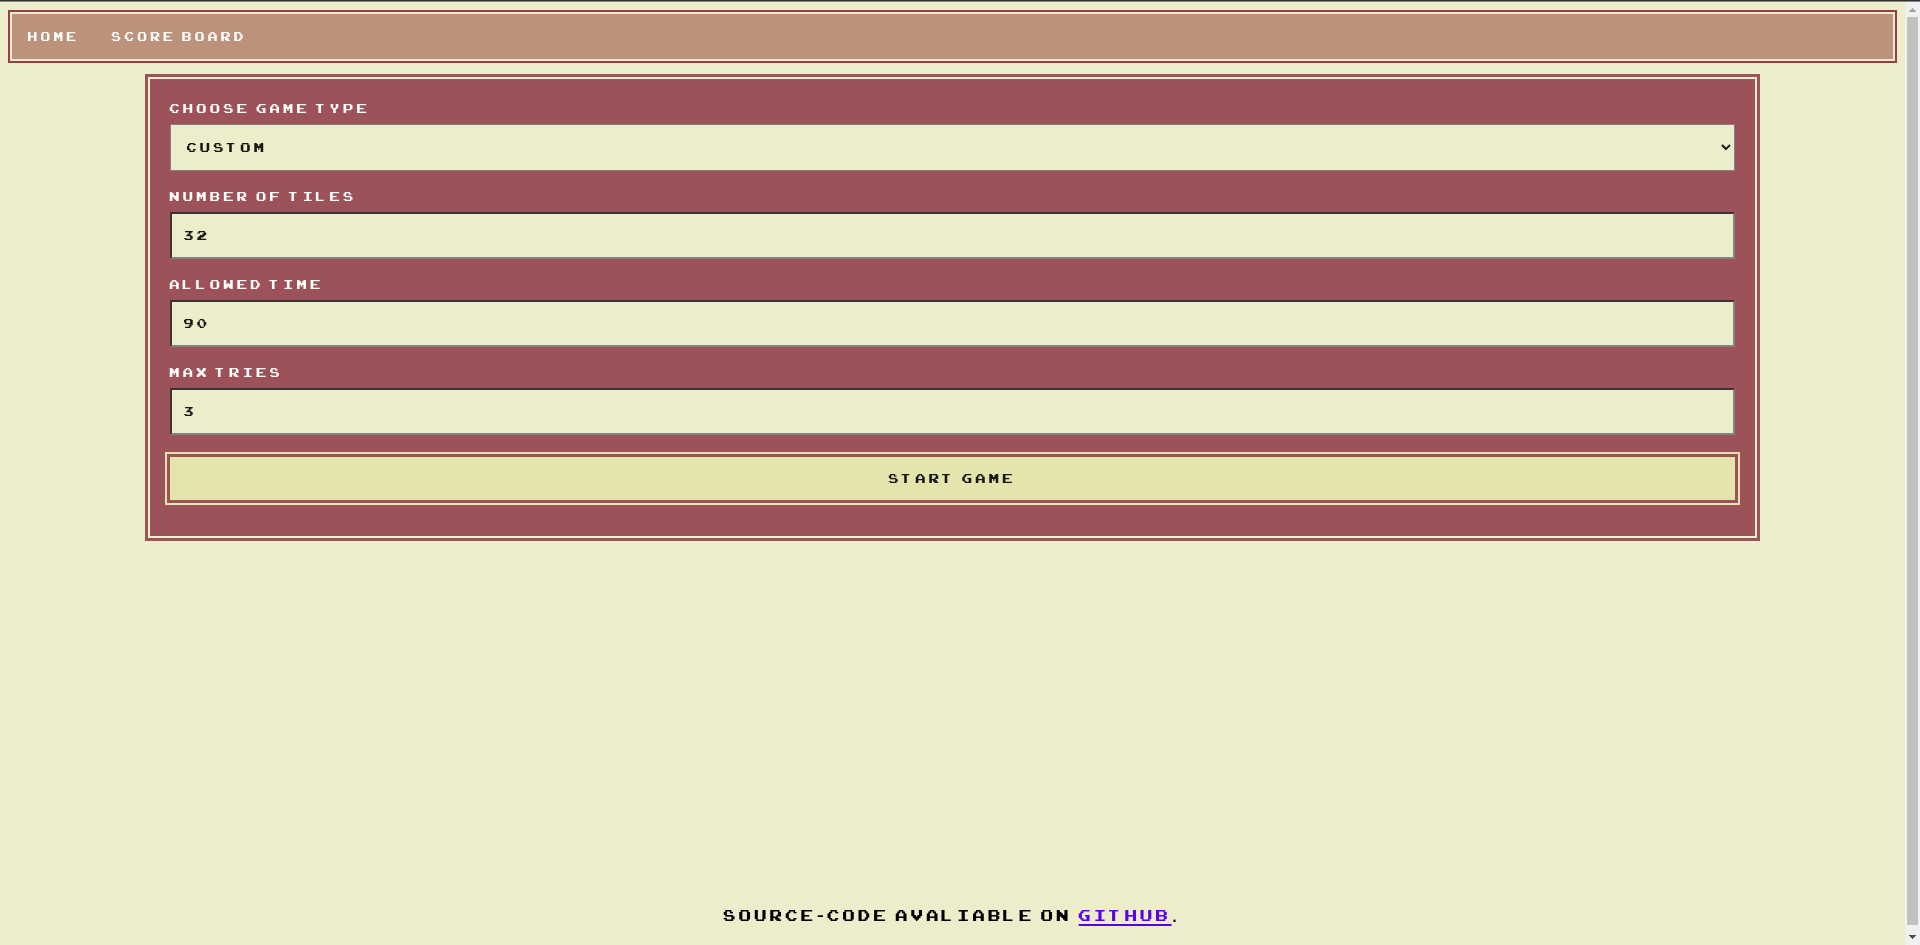 HOME SCORE BOARD
CHOOSE GAME TYPE
CUSTOM
NUMBER OF TILES
32
ALLOWED TIME
90
MAX TRIES
3
START GAME
SOURCE-CODE AVALIABLE ON GITHUB.